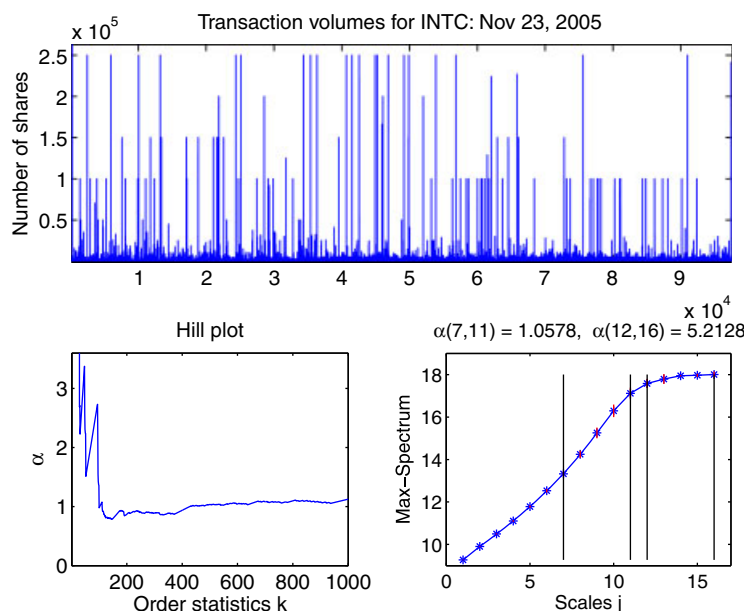 Transaction volumes for INTC: Nov 23, 2005
x 10^5
Number of shares
2.5
2
1.5
1
0.5
1 2 3 4 5 6 7 8 9
x 10^4
Hill plot
α
3
2
1
0
200 400 600 800 1000
Order statistics k
α(7,11) = 1.0578, α(12,16) = 5.2128
Max−Spectrum
18
16
14
12
10
0 5 10 15
Scales j